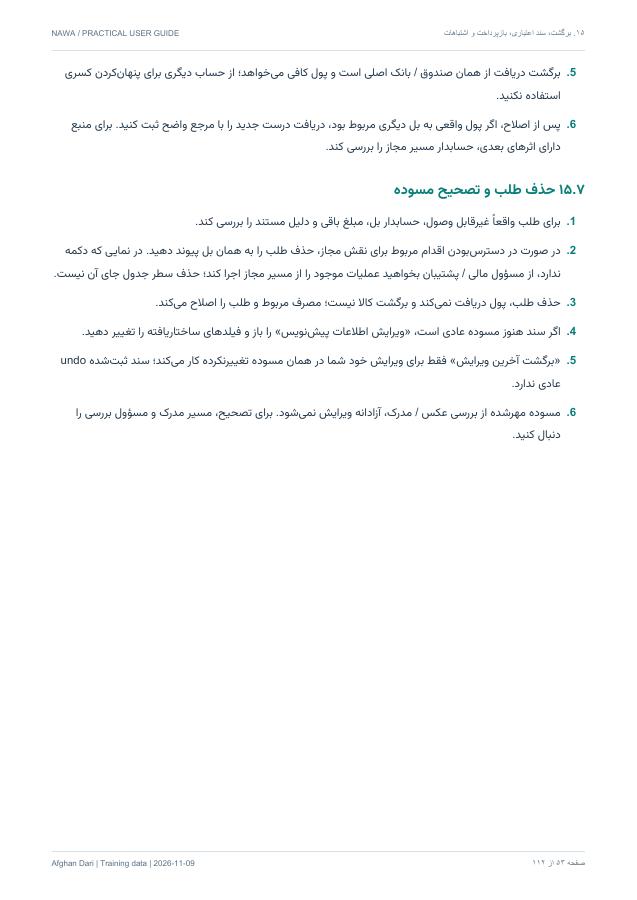 NAWA / PRACTICAL USER GUIDE
۱۵. برگشت، سند اعتباری، بازپرداخت و اشتباهات
5. برگشت دریافت از همان صندوق / بانک اصلی است و پول کافی می‌خواهد؛ از حساب دیگری برای پنهان‌کردن کسری
استفاده نکنید.
6. پس از اصلاح، اگر پول واقعی به بل دیگری مربوط بود، دریافت درست جدید را با مرجع واضح ثبت کنید. برای منبع
دارای اثرهای بعدی، حسابدار مسیر مجاز را بررسی کند.
۱۵.۷ حذف طلب و تصحیح مسوده
1. برای طلب واقعاً غیرقابل وصول، حسابدار بل، مبلغ باقی و دلیل مستند را بررسی کند.
2. در صورت در دسترس‌بودن اقدام مربوط برای نقش مجاز، حذف طلب را به همان بل پیوند دهید. در نمایی که دکمه
ندارد، از مسؤول مالی / پشتیبان بخواهید عملیات موجود را از مسیر مجاز اجرا کند؛ حذف سطر جدول جای آن نیست.
3. حذف طلب، پول دریافت نمی‌کند و برگشت کالا نیست؛ مصرف مربوط و طلب را اصلاح می‌کند.
4. اگر سند هنوز مسوده عادی است، «ویرایش اطلاعات پیش‌نویس» را باز و فیلدهای ساختاریافته را تغییر دهید.
5. «برگشت آخرین ویرایش» فقط برای ویرایش خود شما در همان مسوده تغییرنکرده کار می‌کند؛ سند ثبت‌شده undo
عادی ندارد.
6. مسوده مهرشده از بررسی عکس / مدرک، آزادانه ویرایش نمی‌شود. برای تصحیح، مسیر مدرک و مسؤول بررسی را
دنبال کنید.
Afghan Dari | Training data | 2026-11-09
صفحه ۵۳ از ۱۱۲